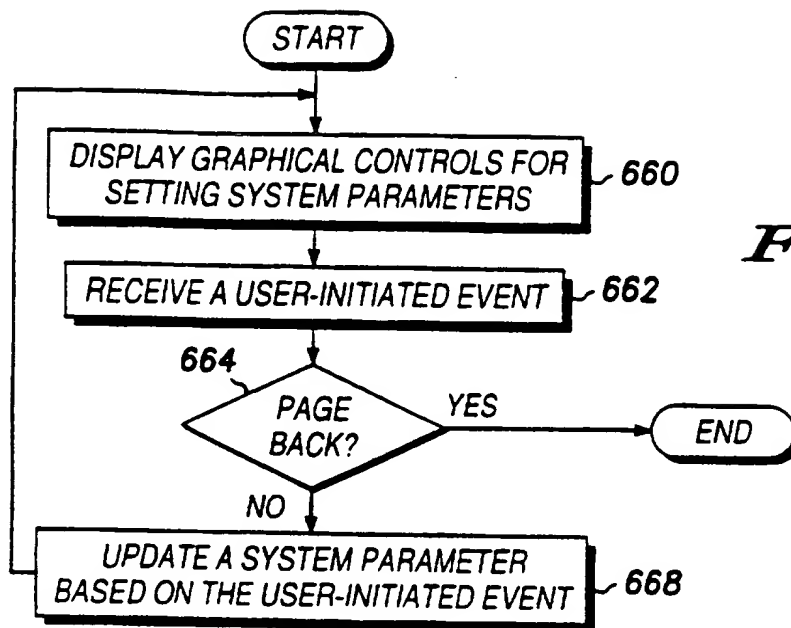 START
DISPLAY GRAPHICAL CONTROLS FOR
SETTING SYSTEM PARAMETERS
660
RECEIVE A USER-INITIATED EVENT
662
F
664
PAGE
BACK?
YES
END
NO
UPDATE A SYSTEM PARAMETER
BASED ON THE USER-INITIATED EVENT
668